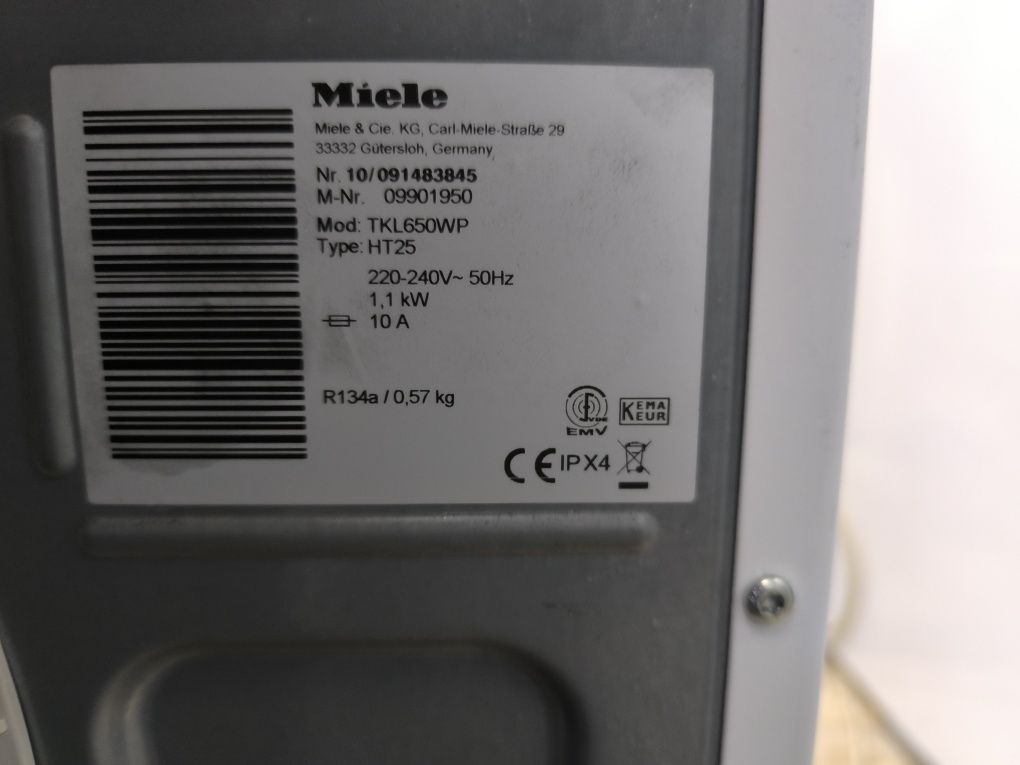 Miele
Miele & Cie. KG, Carl-Miele-Straße 29
33332 Gütersloh, Germany
Nr. 10/091483845
M-Nr. 09901950
Mod: TKL650WP
Type: HT25
220-240V~ 50Hz
1,1 kW
10 A
R134a / 0,57 kg
VDE
EMV
KEMA
KEUR
CE IPX4